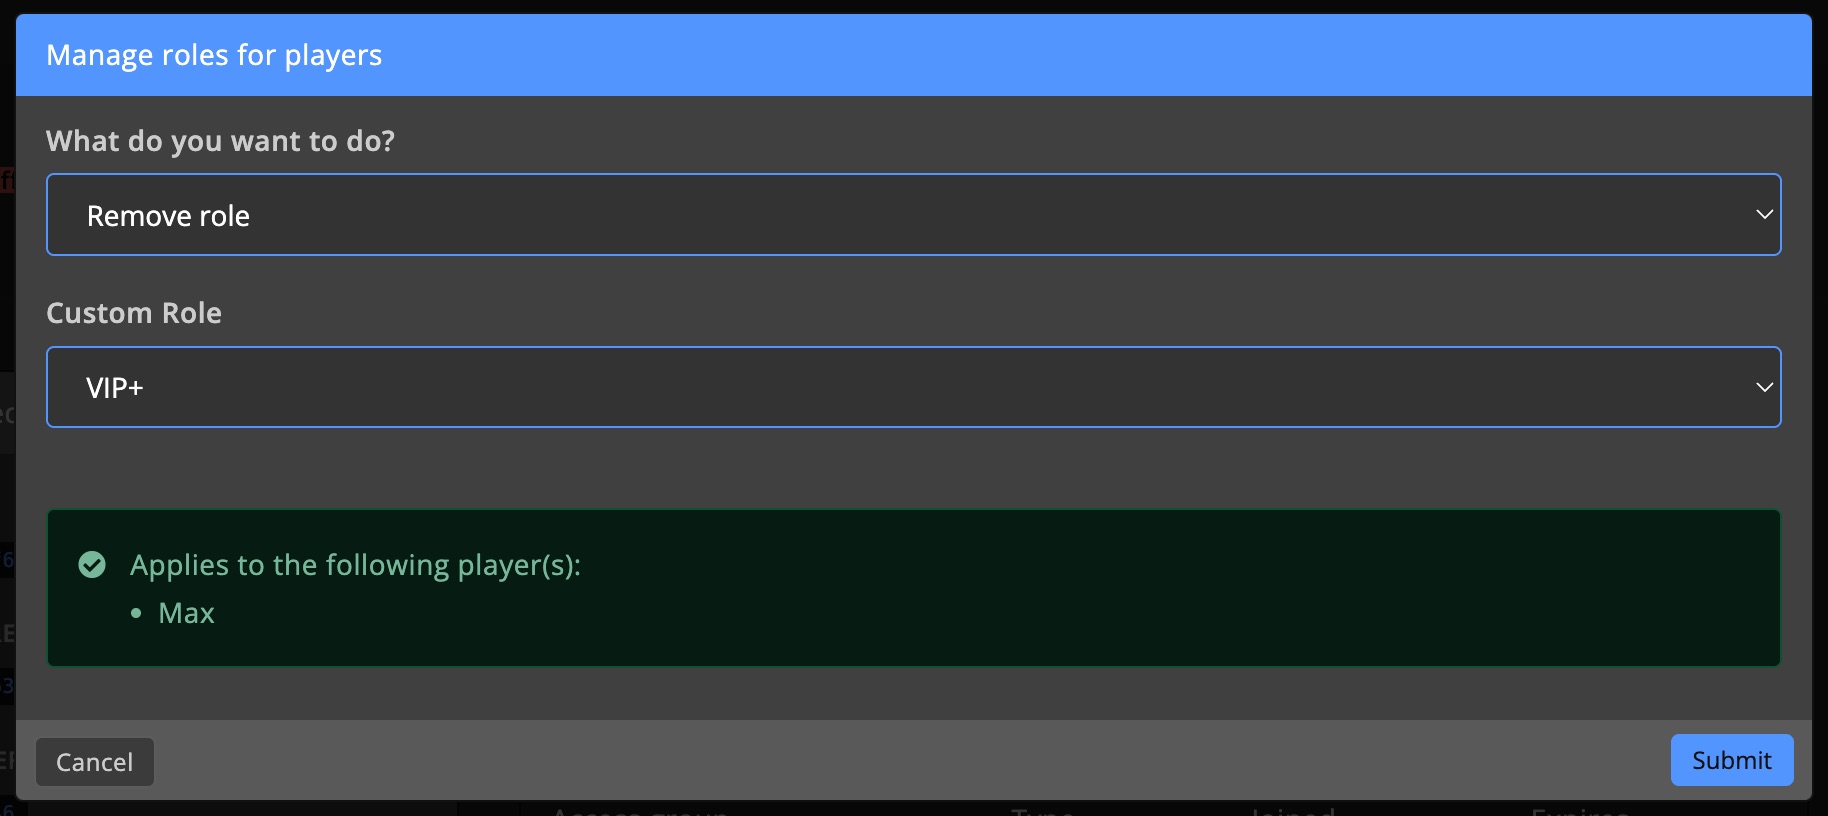 Manage roles for players
What do you want to do?
Remove role
Custom Role
VIP+
Applies to the following player(s):
• Max
Cancel
Submit